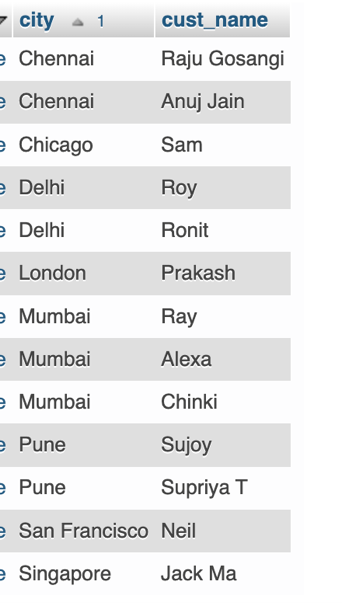 city 1 cust_name
e Chennai Raju Gosangi
e Chennai Anuj Jain
e Chicago Sam
e Delhi Roy
e Delhi Ronit
e London Prakash
e Mumbai Ray
e Mumbai Alexa
e Mumbai Chinki
e Pune Sujoy
e Pune Supriya T
e San Francisco Neil
e Singapore Jack Ma